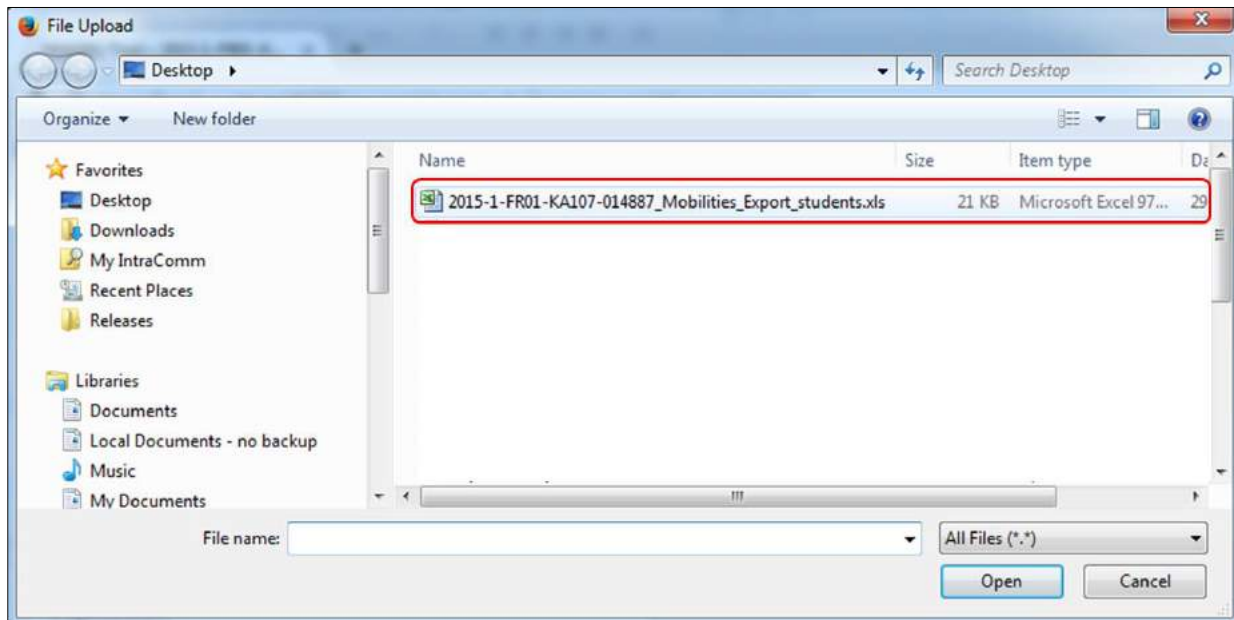 File Upload
Desktop
Search Desktop
Organize
New folder
Name
Size
Item type
2015-1-FR01-KA107-014887_Mobilities_Export_students.xls
21 KB
Microsoft Excel 97...
29
Favorites
Desktop
Downloads
My IntraComm
Recent Places
Releases
Libraries
Documents
Local Documents - no backup
Music
My Documents
File name:
All Files (*.*)
Open
Cancel